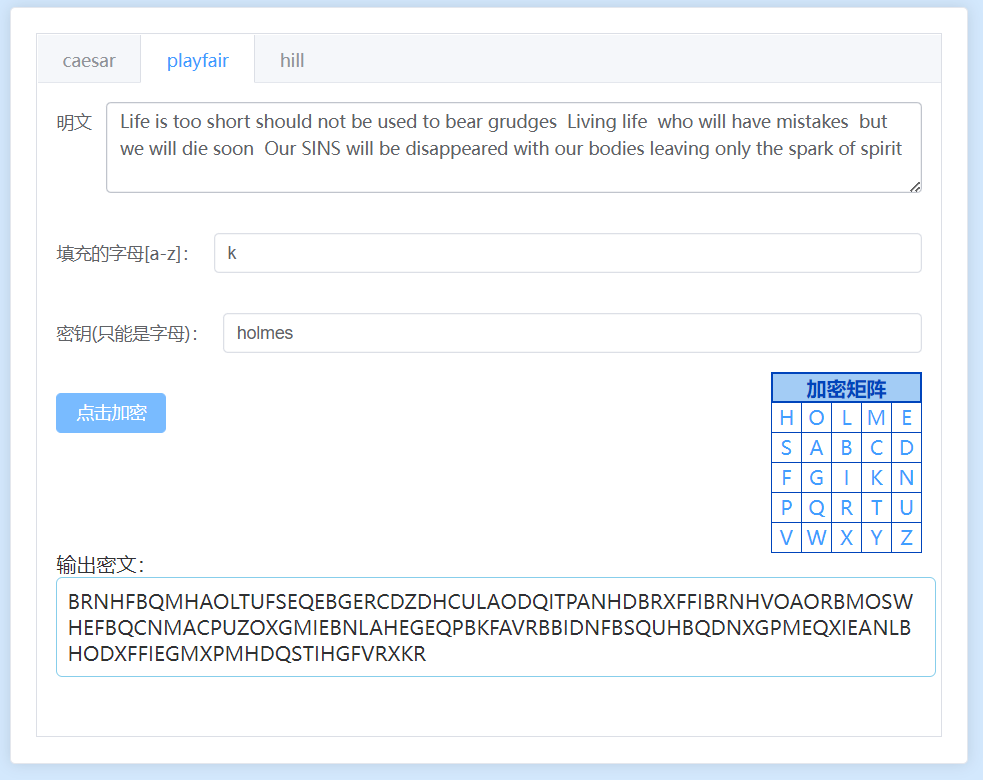 caesar playfair hill
明文 Life is too short should not be used to bear grudges  Living life  who will have mistakes  but
we will die soon  Our SINS will be disappeared with our bodies leaving only the spark of spirit
填充的字母[a-z]： k
密钥(只能是字母)： holmes
加密矩阵
点击加密
H O L M E
S A B C D
F G I K N
P Q R T U
V W X Y Z
输出密文：
BRNHFBQMHAOLTUFSEQEBGERCDZDHCULAODQITPANHDBRXFFIBRNHVOAORBMOSW
HEFBQCNMACPUZOXGMIEBNLAHEGEQPBKFAVRBBIDNFBSQUHBQDNXGPMEQXIEANLB
HODXFFIEGMXPMHDQSTIHGFVRXKR